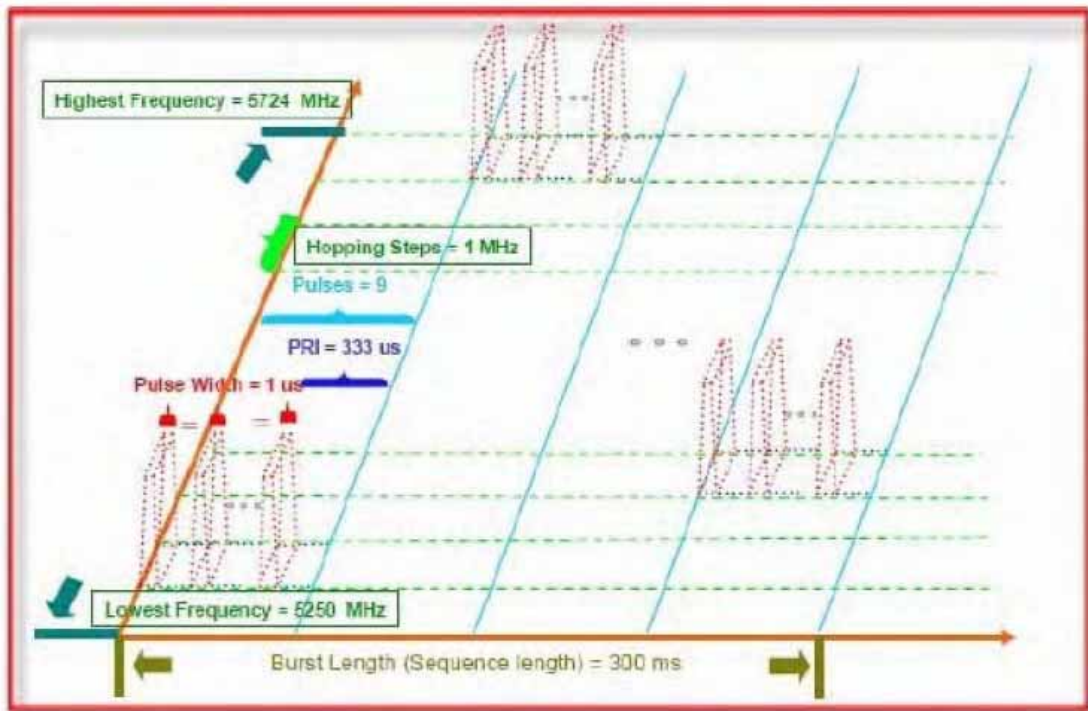 Highest Frequency = 5724 MHz
Hopping Steps = 1 MHz
Pulses = 9
PRI = 333 us
Pulse Width = 1 us
Lowest Frequency = 5250 MHz
Burst Length (Sequence length) = 300 ms